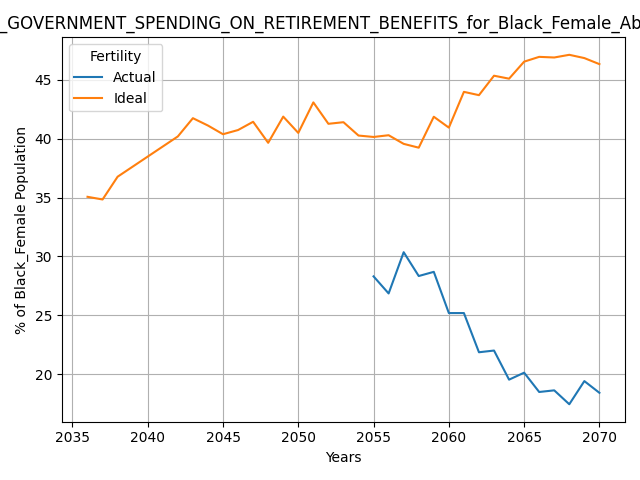 _GOVERNMENT_SPENDING_ON_RETIREMENT_BENEFITS_for_Black_Female_Ab
Fertility
Actual
Ideal
% of Black_Female Population
45
40
35
30
25
20
2035 2040 2045 2050 2055 2060 2065 2070
Years